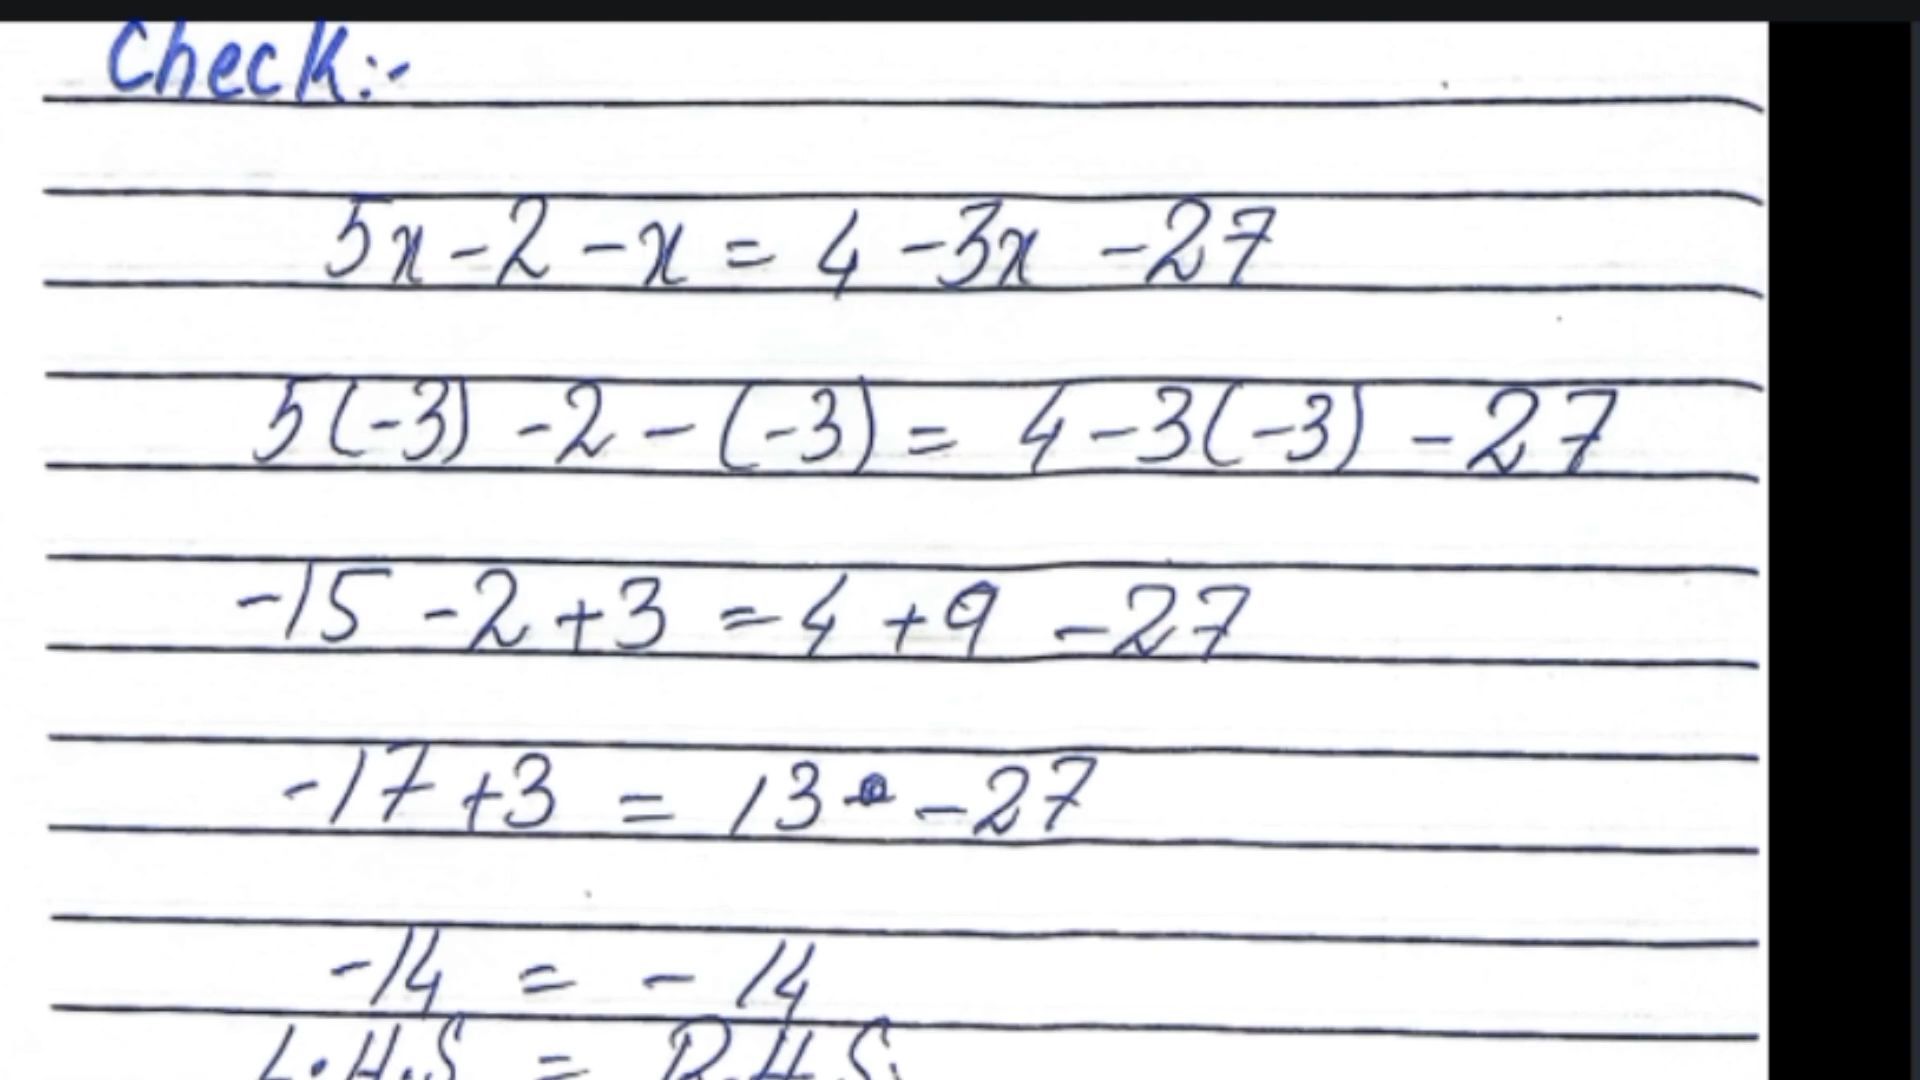 Check:-
5x - 2 - x = 4 - 3x - 27
5(-3) - 2 - (-3) = 4 - 3(-3) - 27
-15 - 2 + 3 = 4 + 9 - 27
-17 + 3 = 13 - 27
-14 = - 14
L.H.S = R.H.S.